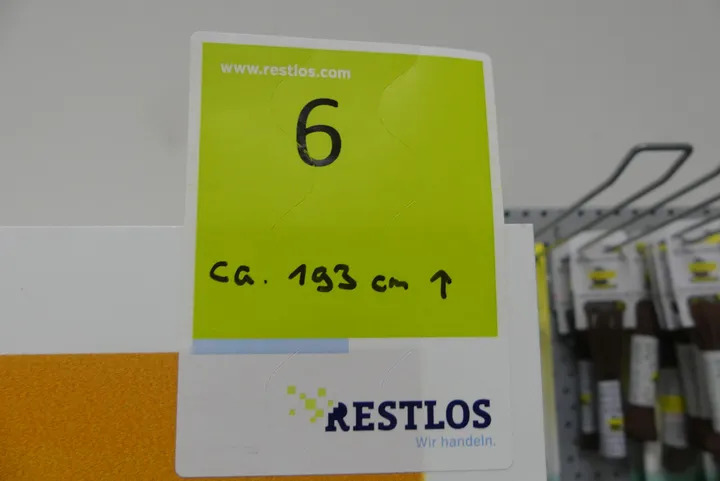 www.restlos.com
6
ca. 193 cm ↑
RESTLOS
Wir handeln.